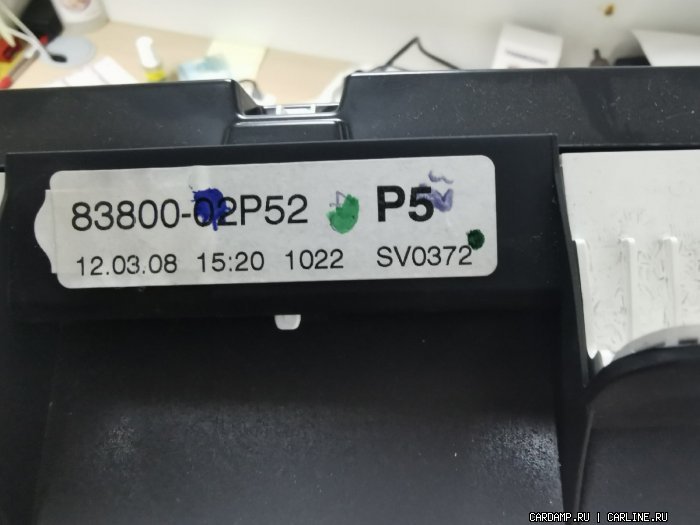 83800-02P52 P5
12.03.08 15:20 1022 SV0372
CARDAMP.RU | CARLINE.RU